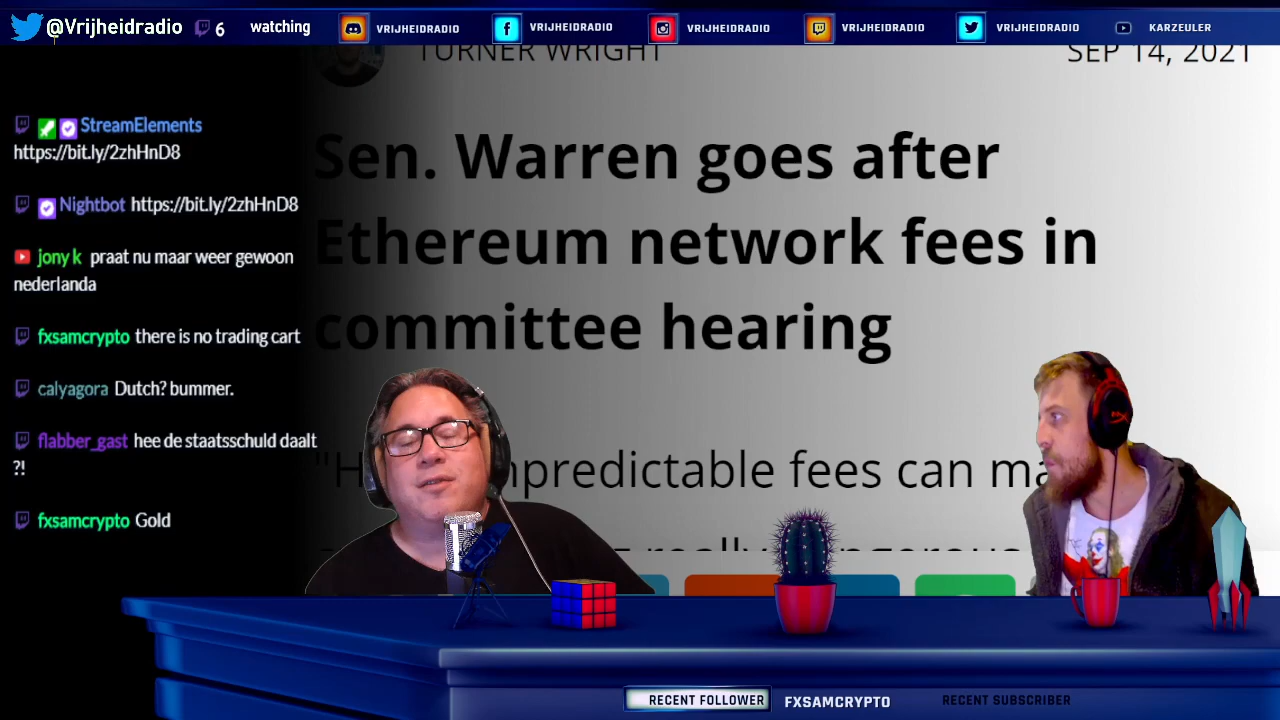 @Vrijheidradio 6 watching VRIJHEIDRADIO VRIJHEIDRADIO VRIJHEIDRADIO VRIJHEIDRADIO VRIJHEIDRADIO KARZEULER
TURNER WRIGHT SEP 14, 2021
StreamElements
https://bit.ly/2zhHnD8
Nightbot https://bit.ly/2zhHnD8
jony k praat nu maar weer gewoon
nederlanda
fxsamcrypto there is no trading cart
calyagora Dutch? bummer.
flabber_gast hee de staatsschuld daalt
?!
fxsamcrypto Gold
Sen. Warren goes after
Ethereum network fees in
committee hearing
fees can
really
RECENT FOLLOWER FXSAMCRYPTO RECENT SUBSCRIBER